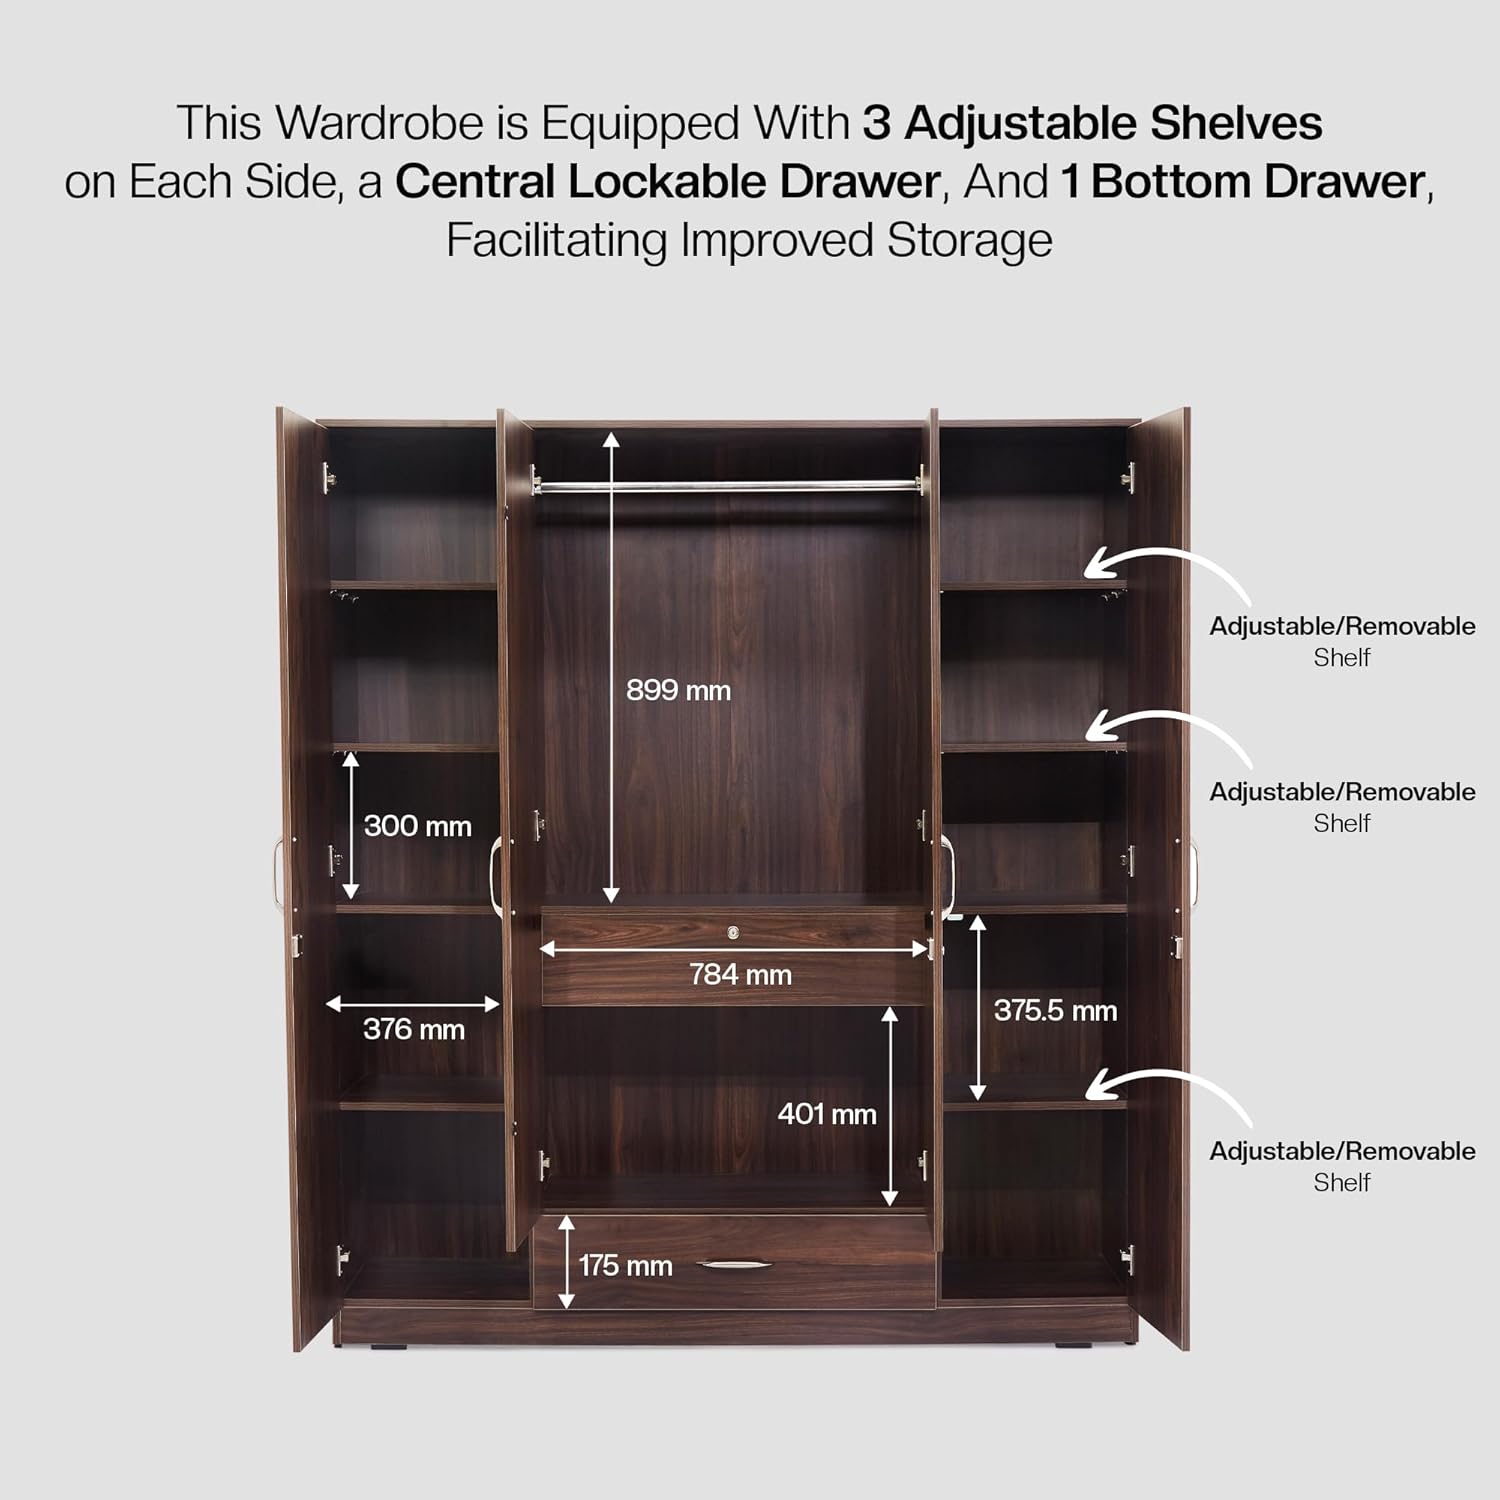 This Wardrobe is Equipped With 3 Adjustable Shelves
on Each Side, a Central Lockable Drawer, And 1 Bottom Drawer,
Facilitating Improved Storage
Adjustable/Removable
Shelf
899 mm
Adjustable/Removable
Shelf
300 mm
784 mm
376 mm
375.5 mm
401 mm
Adjustable/Removable
Shelf
175 mm